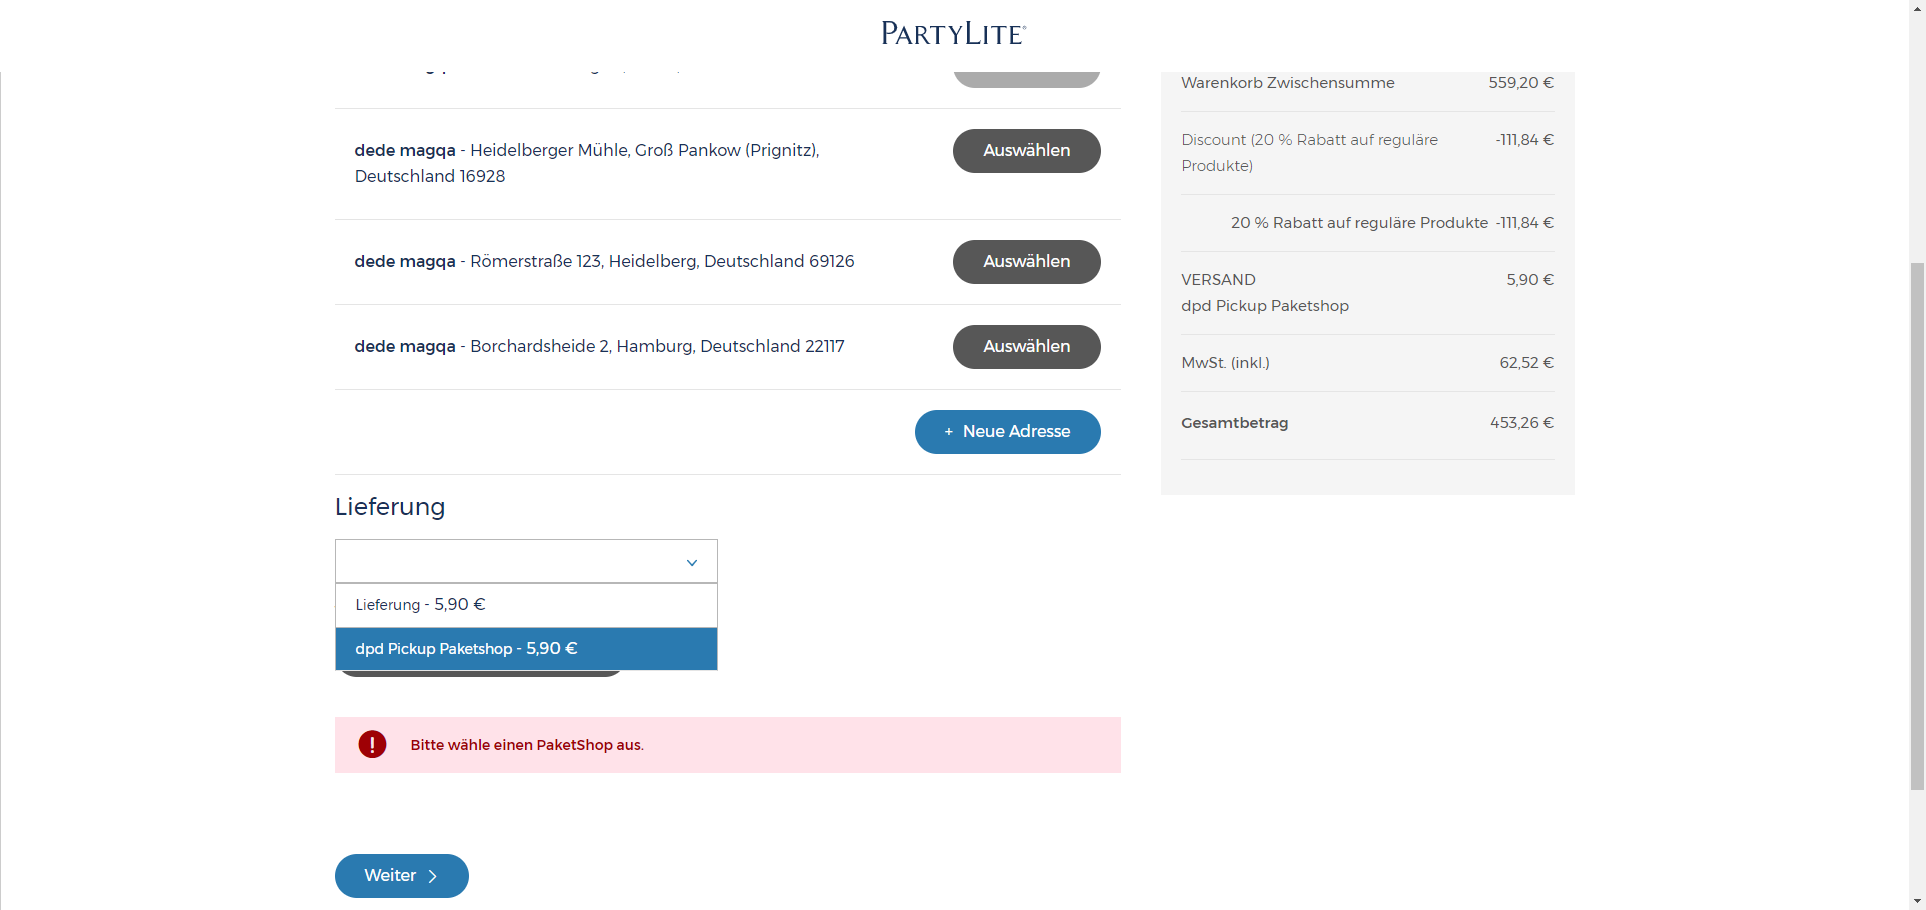 PARTYLITE®
dede magqa - Heidelberger Mühle, Groß Pankow (Prignitz),
Deutschland 16928
Auswählen
dede magqa - Römerstraße 123, Heidelberg, Deutschland 69126
Auswählen
dede magqa - Borchardsheide 2, Hamburg, Deutschland 22117
Auswählen
+ Neue Adresse
Lieferung
Lieferung - 5,90 €
dpd Pickup Paketshop - 5,90 €
Bitte wähle einen PaketShop aus.
Weiter
Warenkorb Zwischensumme 559,20 €
Discount (20 % Rabatt auf reguläre -111,84 €
Produkte)
20 % Rabatt auf reguläre Produkte -111,84 €
VERSAND 5,90 €
dpd Pickup Paketshop
MwSt. (inkl.) 62,52 €
Gesamtbetrag 453,26 €